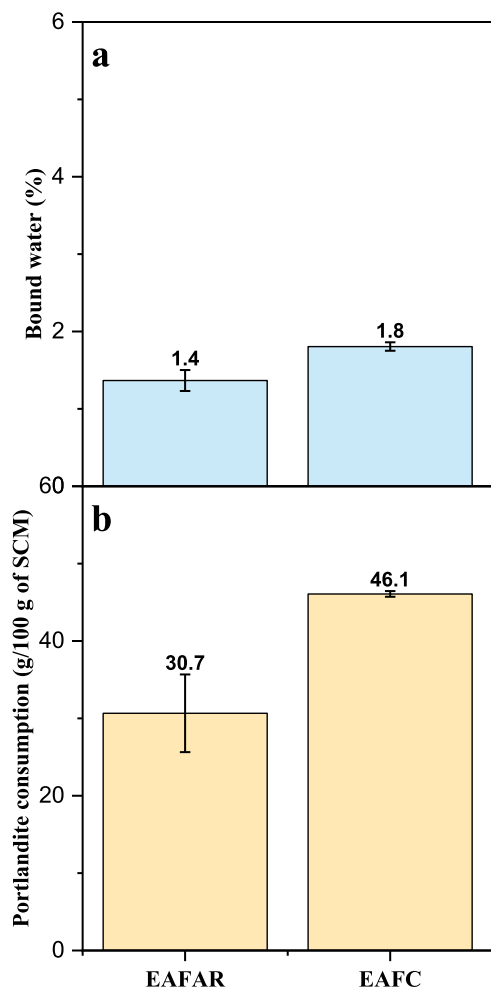 6
a
4
Bound water (%)
2
1.4
1.8
60
b
Portlandite consumption (g/100 g of SCM)
46.1
40
30.7
20
0
EAFAR EAFC